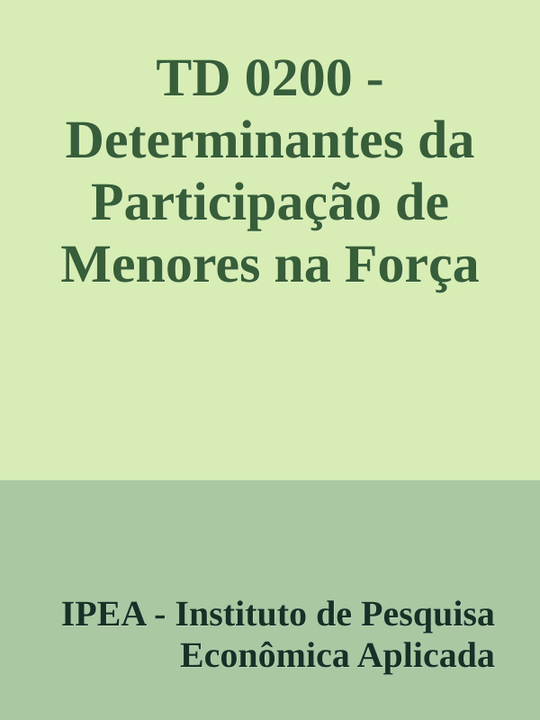 TD 0200 -
Determinantes da
Participação de
Menores na Força
IPEA - Instituto de Pesquisa
Econômica Aplicada